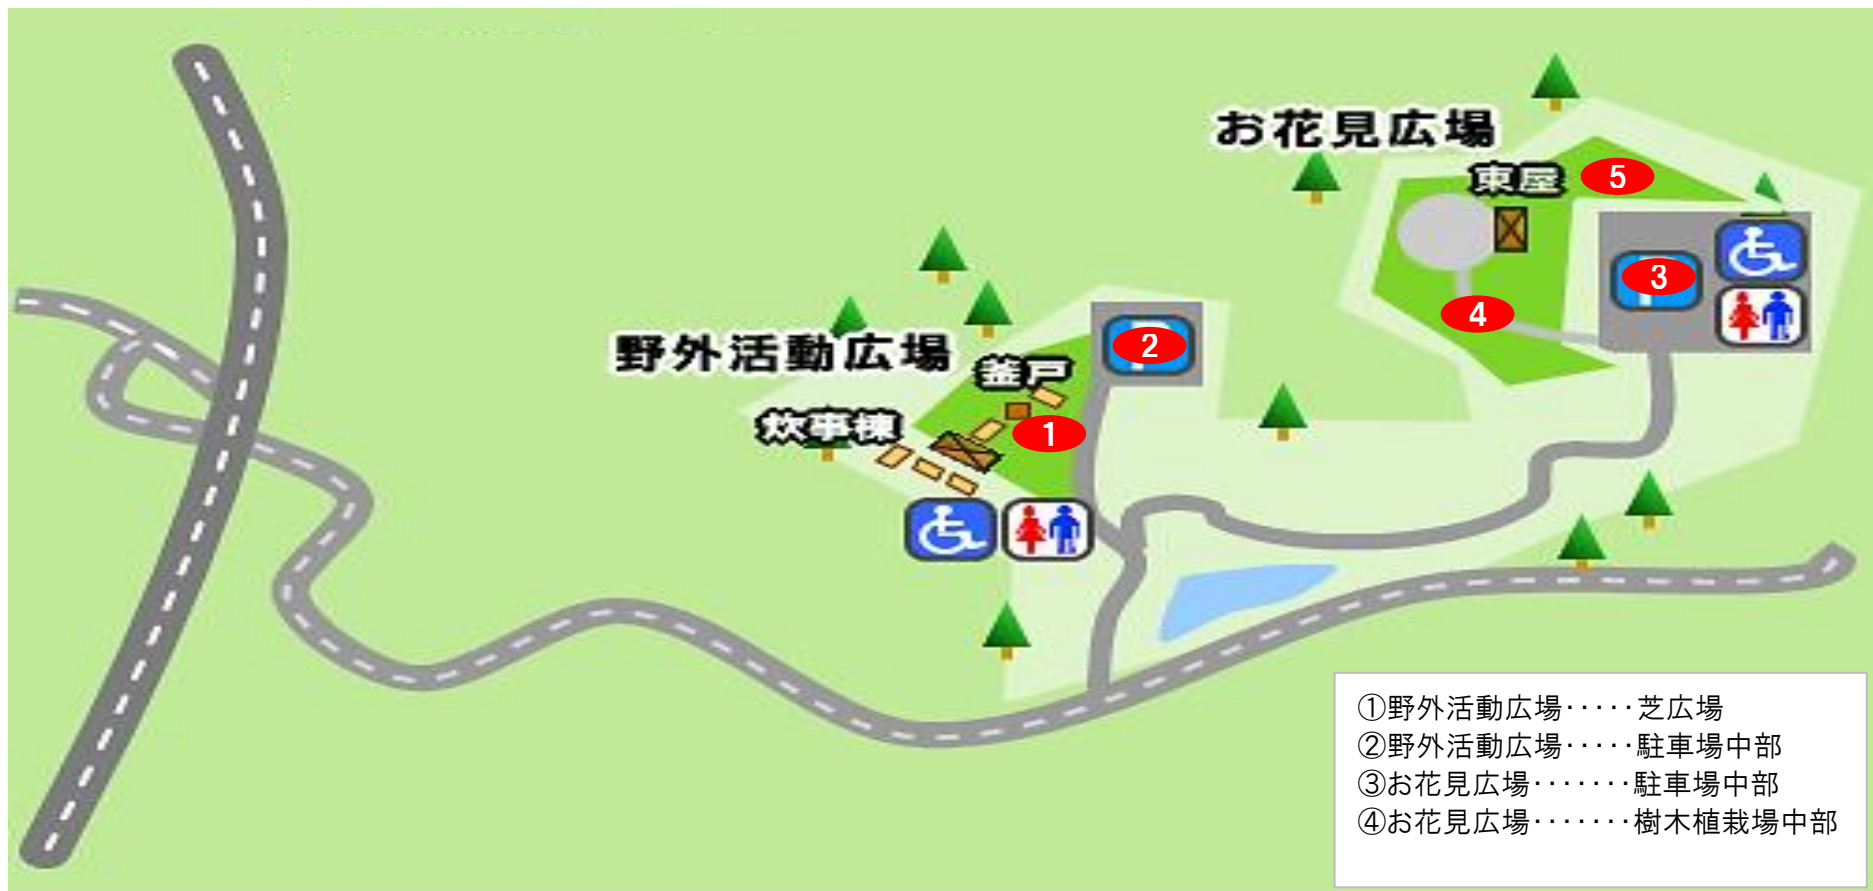 お花見広場
東屋
5
3
4
野外活動広場
2
釜戸
1
炊事棟
①野外活動広場・・・・・芝広場
②野外活動広場・・・・・駐車場中部
③お花見広場・・・・・・・駐車場中部
④お花見広場・・・・・・・樹木植栽場中部